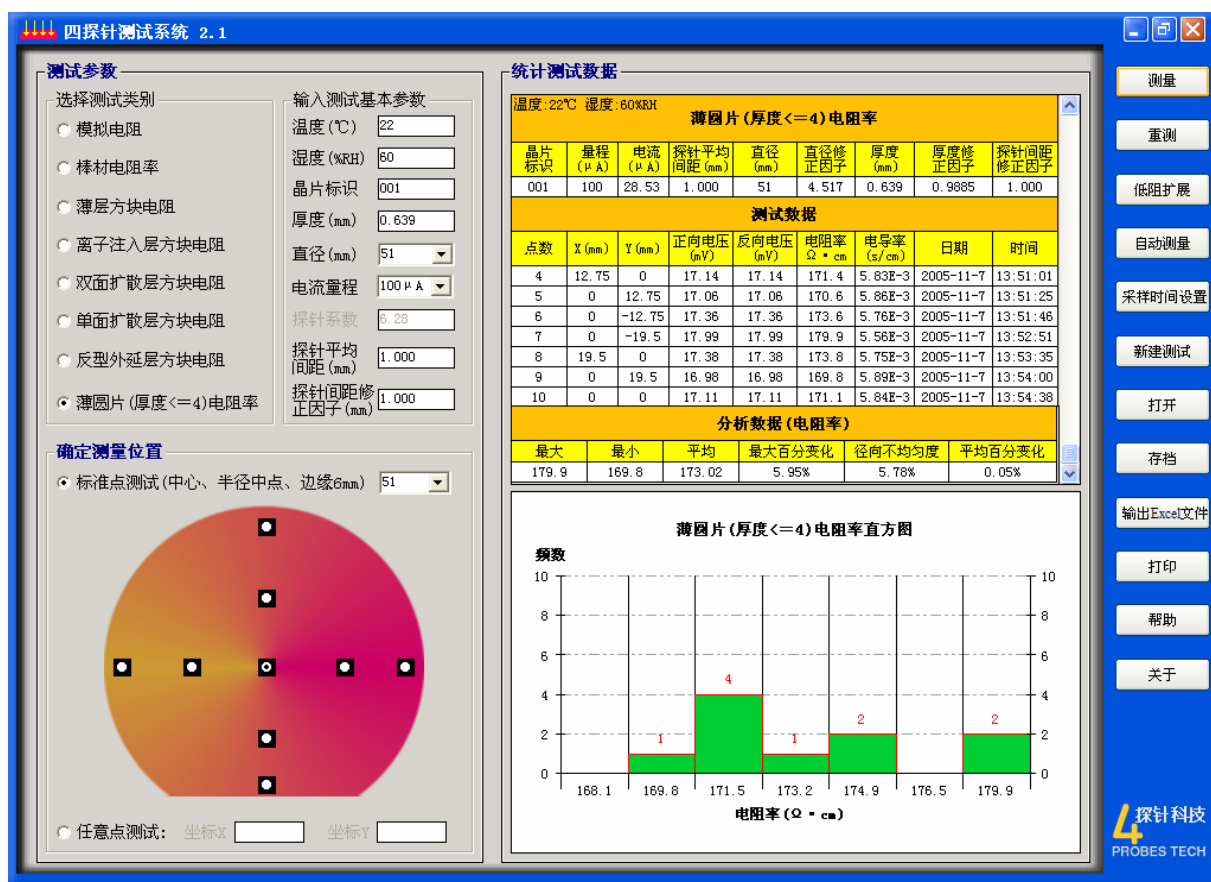 四探针测试系统 2.1
测试参数
选择测试类别
模拟电阻
棒材电阻率
薄层方块电阻
离子注入层方块电阻
双面扩散层方块电阻
单面扩散层方块电阻
反型外延层方块电阻
薄圆片(厚度<=4)电阻率
输入测试基本参数
温度(℃) 22
湿度(%RH) 60
晶片标识 001
厚度(mm) 0.639
直径(mm) 51
电流量程 100μA
探针系数 6.28
探针平均
间距(mm) 1.000
探针间距修
正因子(mm) 1.000
确定测量位置
标准点测试(中心、半径中点、边缘6mm) 51
任意点测试: 坐标X 坐标Y
统计测试数据
温度:22℃ 湿度:60%RH
薄圆片(厚度<=4)电阻率
晶片标识 量程(μA) 电流(μA) 探针平均间距(mm) 直径(mm) 直径修正因子 厚度(mm) 厚度修正因子 探针间距修正因子
001 100 28.53 1.000 51 4.517 0.639 0.9885 1.000
测试数据
点数 X(mm) Y(mm) 正向电压(mV) 反向电压(mV) 电阻率Ω·cm 电导率(s/cm) 日期 时间
4 12.75 0 17.14 17.14 171.4 5.83E-3 2005-11-7 13:51:01
5 0 12.75 17.06 17.06 170.6 5.86E-3 2005-11-7 13:51:25
6 0 -12.75 17.36 17.36 173.6 5.76E-3 2005-11-7 13:51:46
7 0 -19.5 17.99 17.99 179.9 5.56E-3 2005-11-7 13:52:51
8 19.5 0 17.38 17.38 173.8 5.75E-3 2005-11-7 13:53:35
9 0 19.5 16.98 16.98 169.8 5.89E-3 2005-11-7 13:54:00
10 0 0 17.11 17.11 171.1 5.84E-3 2005-11-7 13:54:38
分析数据(电阻率)
最大 最小 平均 最大百分变化 径向不均匀度 平均百分变化
179.9 169.8 173.02 5.95% 5.78% 0.05%
薄圆片(厚度<=4)电阻率直方图
频数
10 10
8 8
6 6
4 4 4
2 1 1 2 2 2
0 0
168.1 169.8 171.5 173.2 174.9 176.5 179.9
电阻率(Ω·cm)
测量
重测
低阻扩展
自动测量
采样时间设置
新建测试
打开
存档
输出Excel文件
打印
帮助
关于
4探针科技
PROBES TECH